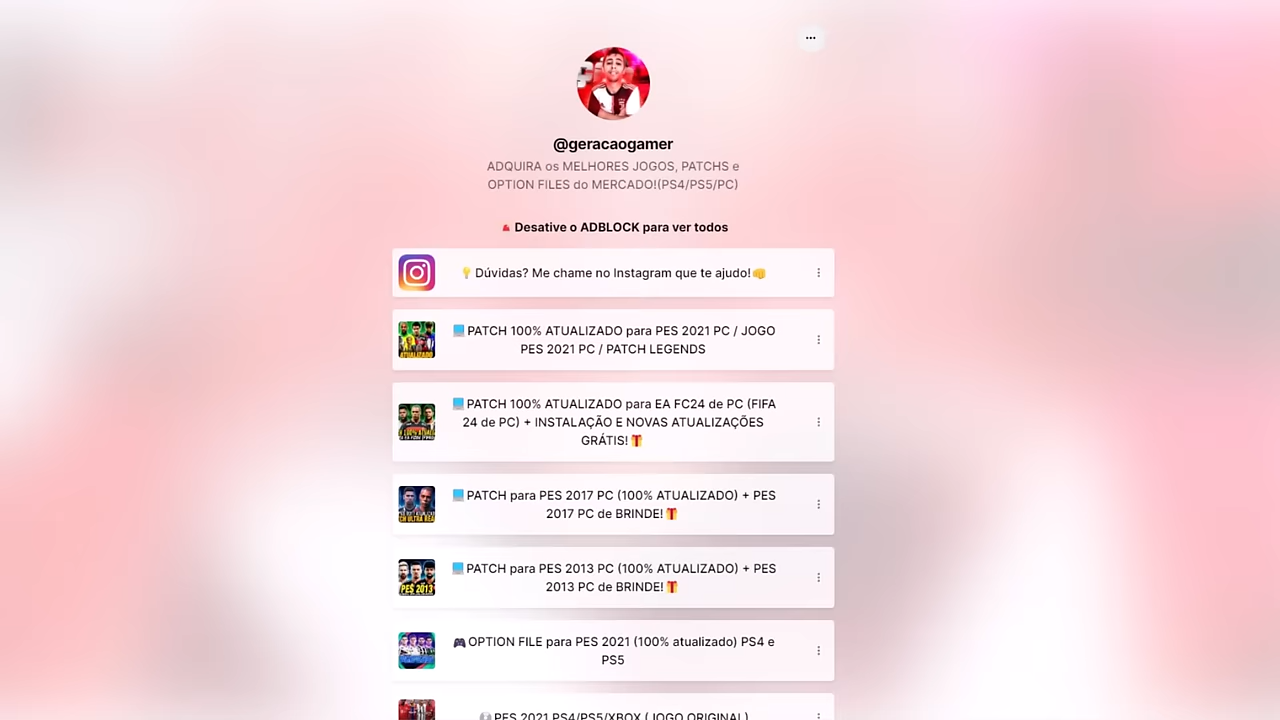 @geracaogamer
ADQUIRA os MELHORES JOGOS, PATCHS e
OPTION FILES do MERCADO!(PS4/PS5/PC)
Desative o ADBLOCK para ver todos
💡Dúvidas? Me chame no Instagram que te ajudo!👊
PATCH 100% ATUALIZADO para PES 2021 PC / JOGO
PES 2021 PC / PATCH LEGENDS
ATUALIZADO
PATCH 100% ATUALIZADO para EA FC24 de PC (FIFA
24 de PC) + INSTALAÇÃO E NOVAS ATUALIZAÇÕES
GRÁTIS!🎁
PATCH para PES 2017 PC (100% ATUALIZADO) + PES
2017 PC de BRINDE!🎁
PATCH para PES 2013 PC (100% ATUALIZADO) + PES
2013 PC de BRINDE!🎁
PES 2013
🎮OPTION FILE para PES 2021 (100% atualizado) PS4 e
PS5
PES 2021 PS4/PS5/XBOX ( JOGO ORIGINAL)